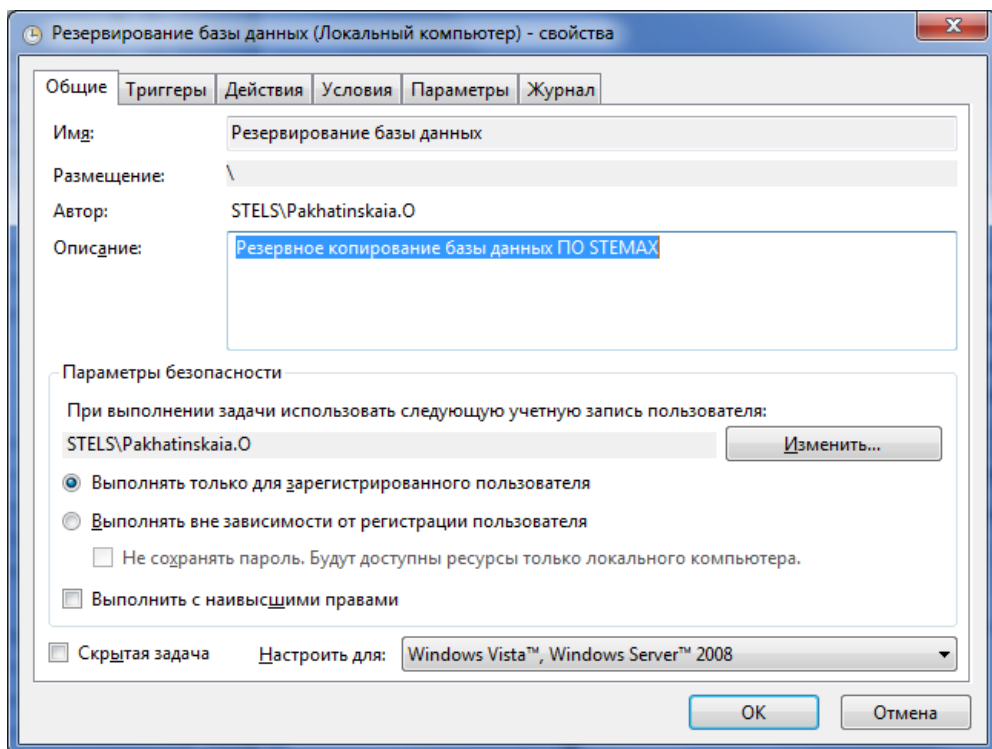 Резервирование базы данных (Локальный компьютер) - свойства
Общие Триггеры Действия Условия Параметры Журнал
Имя: Резервирование базы данных
Размещение: \
Автор: STELS\Pakhatinskaia.O
Описание: Резервное копирование базы данных ПО STEMAX
Параметры безопасности
При выполнении задачи использовать следующую учетную запись пользователя:
STELS\Pakhatinskaia.O Изменить...
Выполнять только для зарегистрированного пользователя
Выполнять вне зависимости от регистрации пользователя
Не сохранять пароль. Будут доступны ресурсы только локального компьютера.
Выполнить с наивысшими правами
Скрытая задача Настроить для: Windows Vista™, Windows Server™ 2008
ОК Отмена